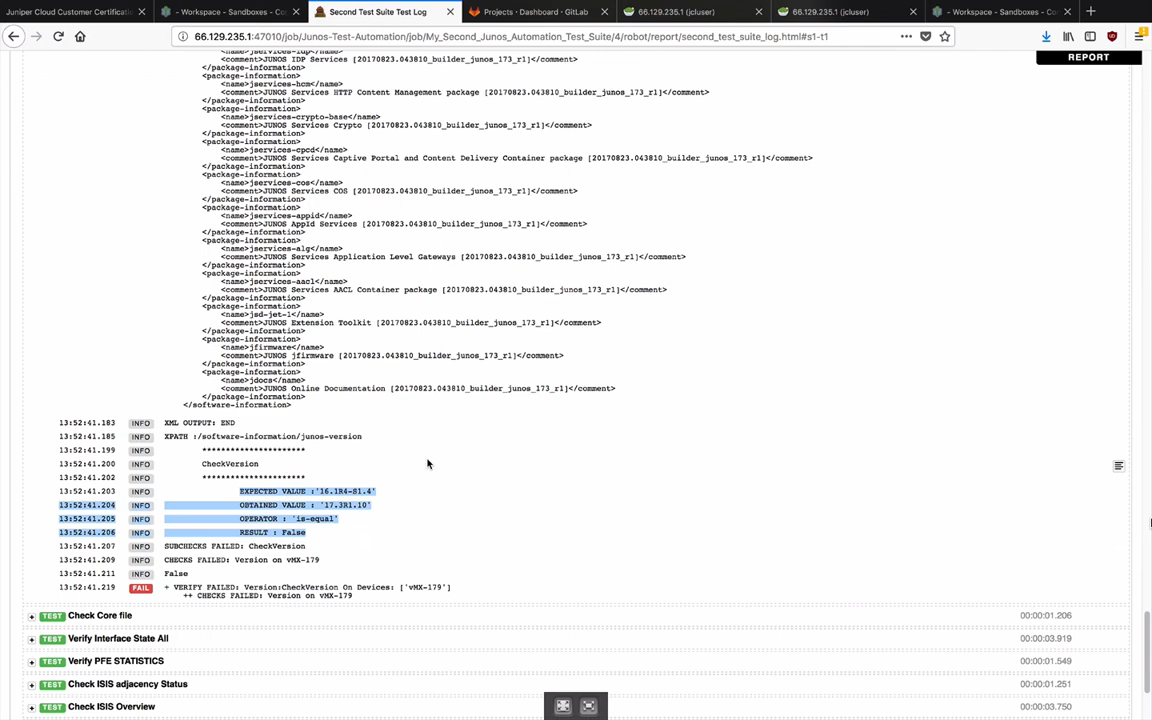 Juniper Cloud Customer Certificati
- Workspace - Sandboxes - Co
Second Test Suite Test Log
Projects · Dashboard · GitLab
66.129.235.1 (jcluser)
66.129.235.1 (jcluser)
- Workspace - Sandboxes - Co
66.129.235.1:47010/job/Junos-Test-Automation/job/My_Second_Junos_Automation_Test_Suite/4/robot/report/second_test_suite_log.html#s1-t1
REPORT
<comment>JUNOS IDP Services [20170823.043810_builder_junos_173_r1]</comment>
</package-information>
<package-information>
<name>jservices-hcm</name>
<comment>JUNOS Services HTTP Content Management package [20170823.043810_builder_junos_173_r1]</comment>
</package-information>
<package-information>
<name>jservices-crypto-base</name>
<comment>JUNOS Services Crypto [20170823.043810_builder_junos_173_r1]</comment>
</package-information>
<package-information>
<name>jservices-cpcd</name>
<comment>JUNOS Services Captive Portal and Content Delivery Container package [20170823.043810_builder_junos_173_r1]</comment>
</package-information>
<package-information>
<name>jservices-cos</name>
<comment>JUNOS Services COS [20170823.043810_builder_junos_173_r1]</comment>
</package-information>
<package-information>
<name>jservices-appid</name>
<comment>JUNOS AppId Services [20170823.043810_builder_junos_173_r1]</comment>
</package-information>
<package-information>
<name>jservices-alg</name>
<comment>JUNOS Services Application Level Gateways [20170823.043810_builder_junos_173_r1]</comment>
</package-information>
<package-information>
<name>jservices-aacl</name>
<comment>JUNOS Services AACL Container package [20170823.043810_builder_junos_173_r1]</comment>
</package-information>
<package-information>
<name>jsd-jet-1</name>
<comment>JUNOS Extension Toolkit [20170823.043810_builder_junos_173_r1]</comment>
</package-information>
<package-information>
<name>jfirmware</name>
<comment>JUNOS jfirmware [20170823.043810_builder_junos_173_r1]</comment>
</package-information>
<package-information>
<name>jdocs</name>
<comment>JUNOS Online Documentation [20170823.043810_builder_junos_173_r1]</comment>
</package-information>
</software-information>
13:52:41.183 INFO XML OUTPUT: END
13:52:41.185 INFO XPATH :/software-information/junos-version
13:52:41.199 INFO **********************
13:52:41.200 INFO CheckVersion
13:52:41.202 INFO **********************
13:52:41.203 INFO EXPECTED VALUE :'16.1R4-S1.4'
13:52:41.204 INFO OBTAINED VALUE : '17.3R1.10'
13:52:41.205 INFO OPERATOR : 'is-equal'
13:52:41.206 INFO RESULT : False
13:52:41.207 INFO SUBCHECKS FAILED: CheckVersion
13:52:41.209 INFO CHECKS FAILED: Version on vMX-179
13:52:41.211 INFO False
13:52:41.219 FAIL + VERIFY FAILED: Version:CheckVersion On Devices: ['vMX-179']
++ CHECKS FAILED: Version on vMX-179
+ TEST Check Core file 00:00:01.206
+ TEST Verify Interface State All 00:00:03.919
+ TEST Verify PFE STATISTICS 00:00:01.549
+ TEST Check ISIS adjacency Status 00:00:01.251
+ TEST Check ISIS Overview 00:00:03.750